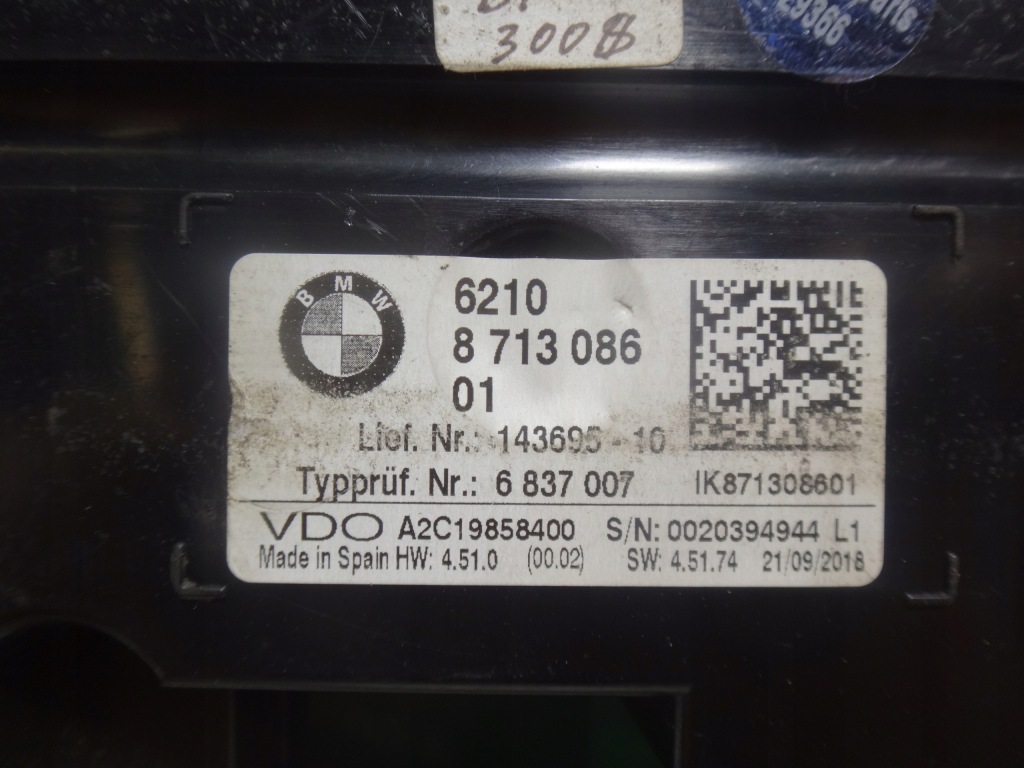 3008
29366
BMW
6210
8 713 086
01
Lief. Nr.: 143695 - 10
Typprüf. Nr.: 6 837 007 IK871308601
VDO A2C19858400 S/N: 0020394944 L1
Made in Spain HW: 4.51.0 (00.02) SW: 4.51.74 21/09/2018